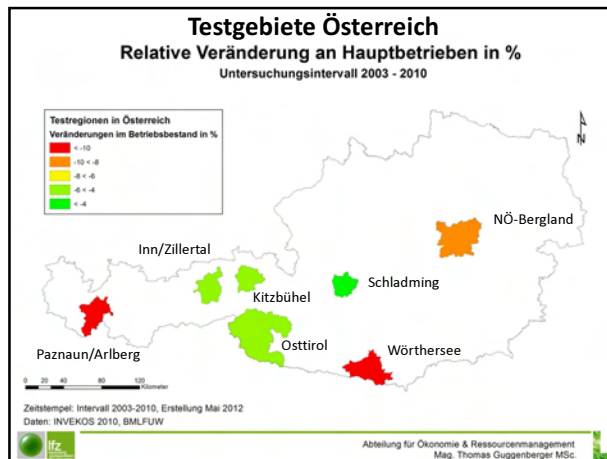 Testgebiete Österreich
Relative Veränderung an Hauptbetrieben in %
Untersuchungsintervall 2003 - 2010
Testregionen in Österreich
Veränderungen im Betriebsbestand in %
< -10
-10 < -8
-8 < -6
-6 < -4
< -4
N
NÖ-Bergland
Inn/Zillertal
Kitzbühel
Schladming
Paznaun/Arlberg
Osttirol
Wörthersee
0 20 40 80 120
Kilometer
Zeitstempel: Intervall 2003-2010, Erstellung Mai 2012
Daten: INVEKOS 2010, BMLFUW
lfz
Abteilung für Ökonomie & Ressourcenmanagement
Mag. Thomas Guggenberger MSc.